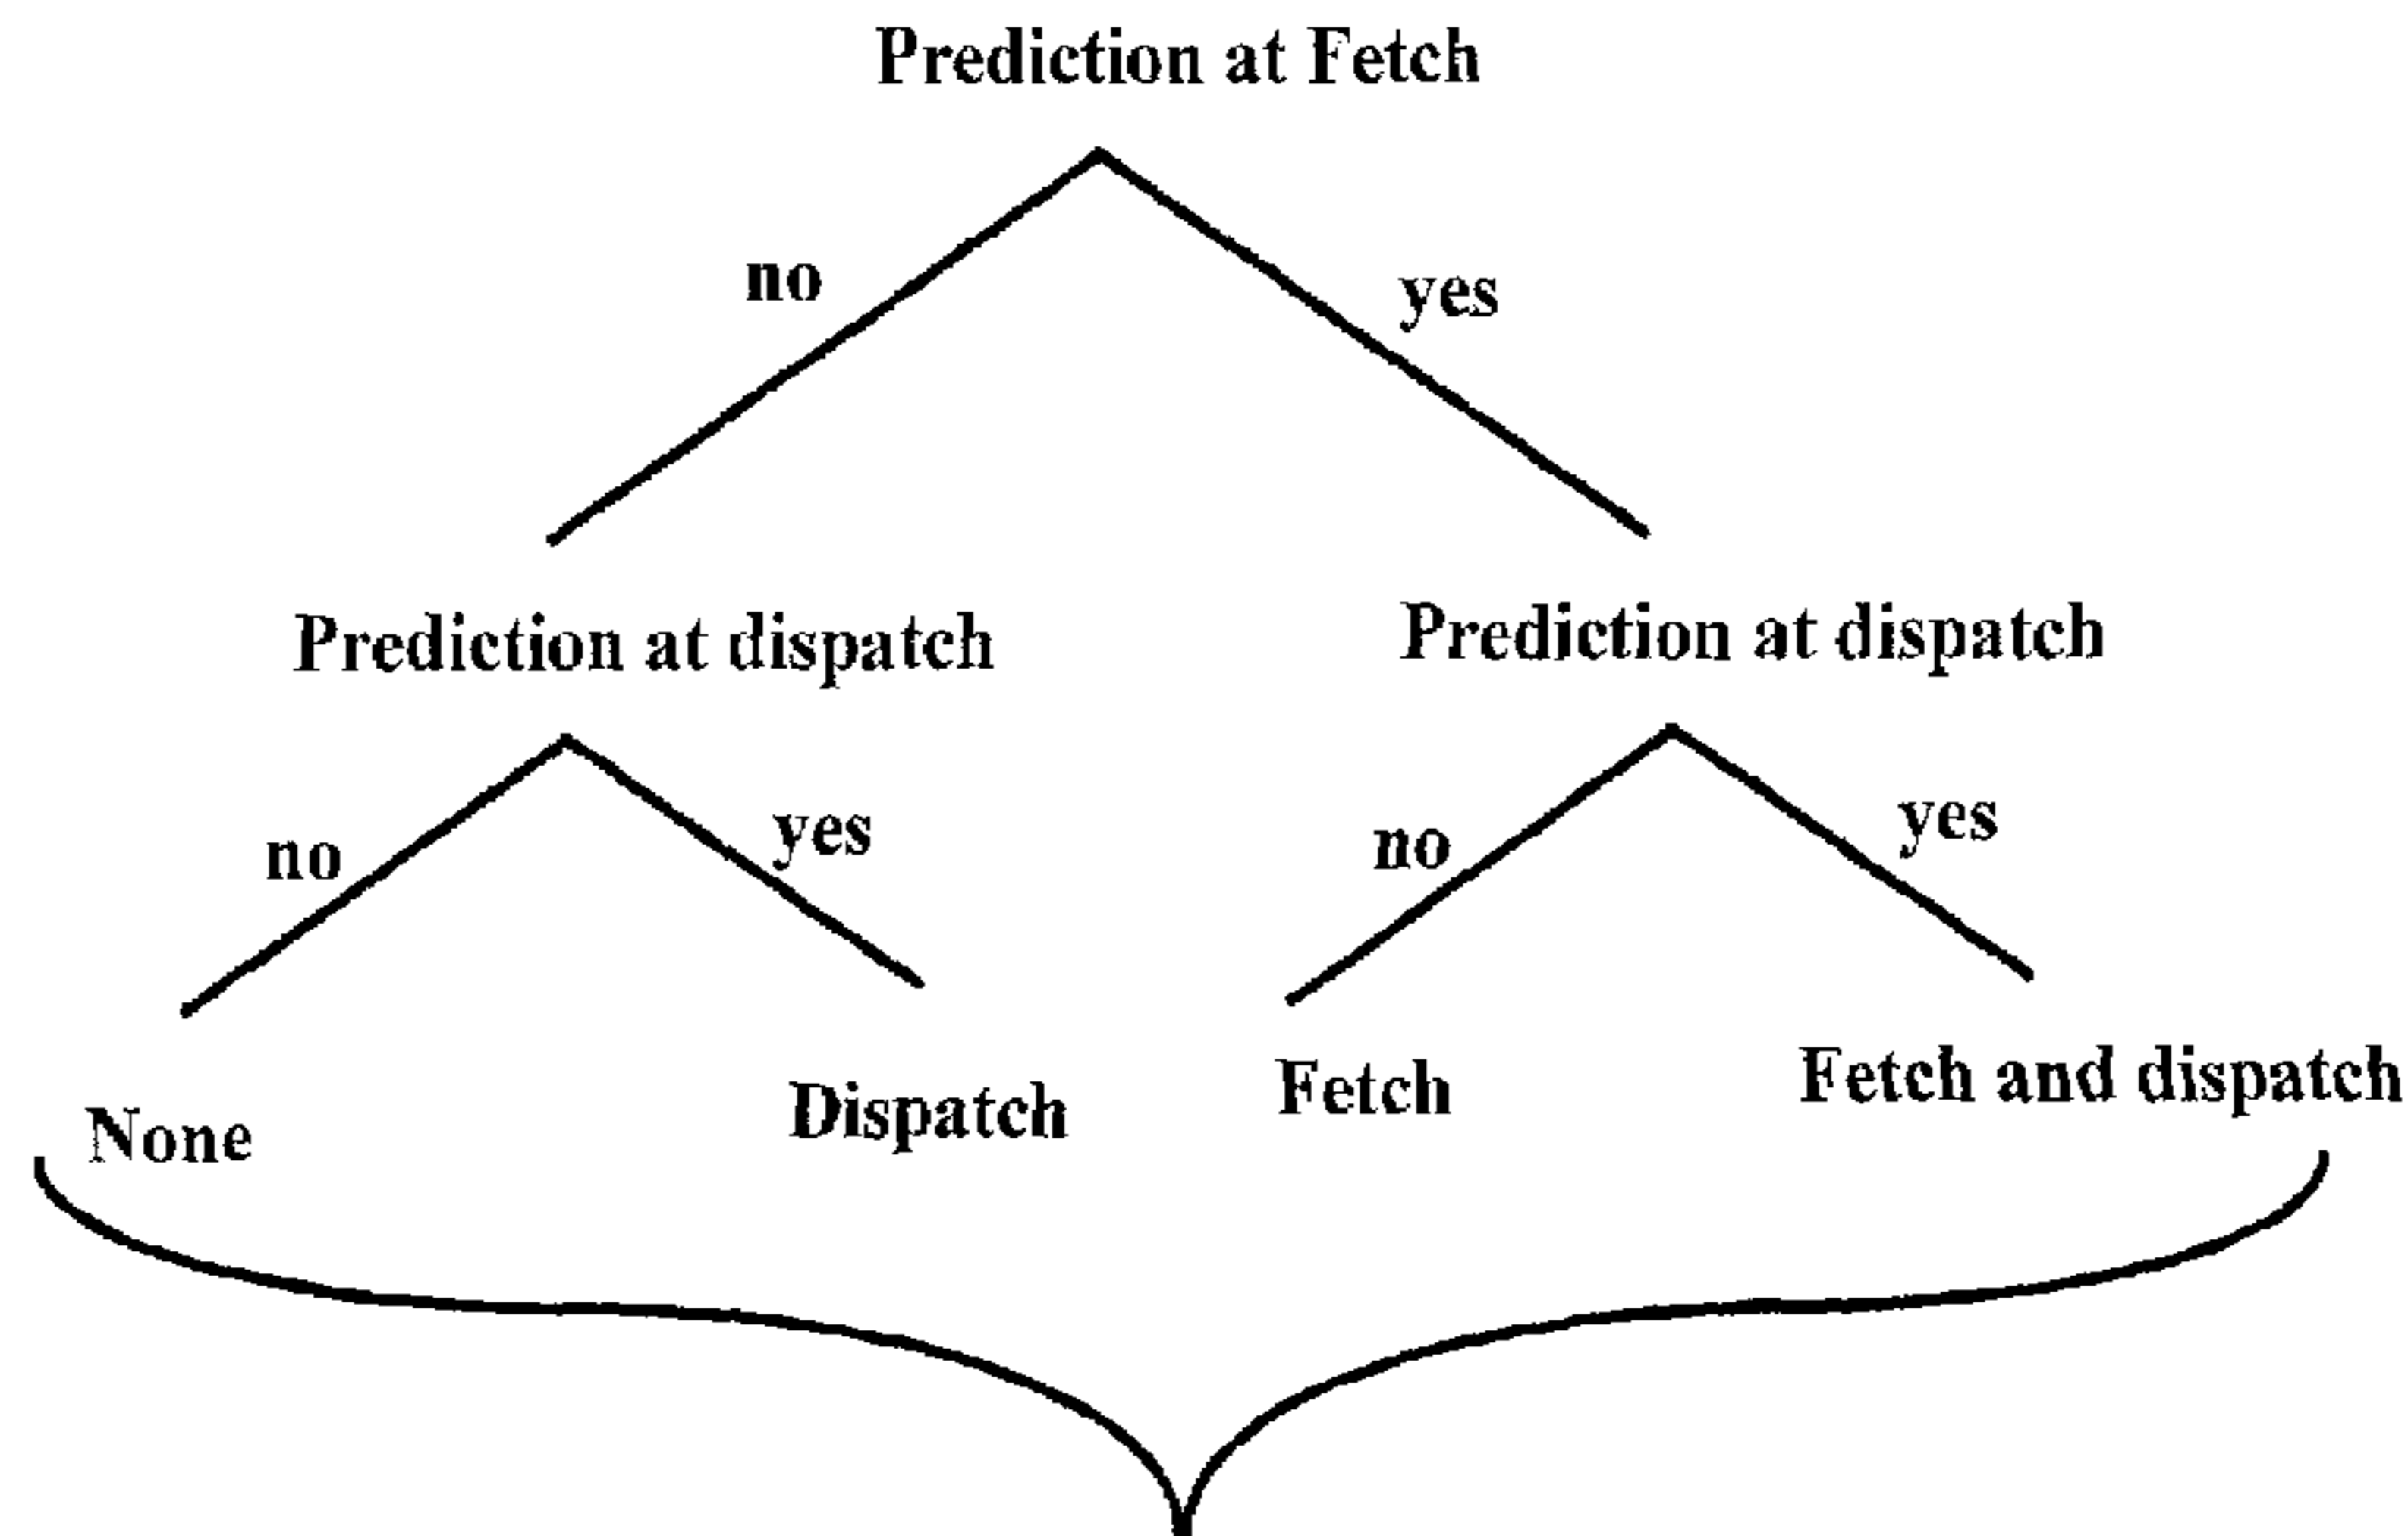 Prediction at Fetch
no
yes
Prediction at dispatch
Prediction at dispatch
no
yes
no
yes
None
Dispatch
Fetch
Fetch and dispatch